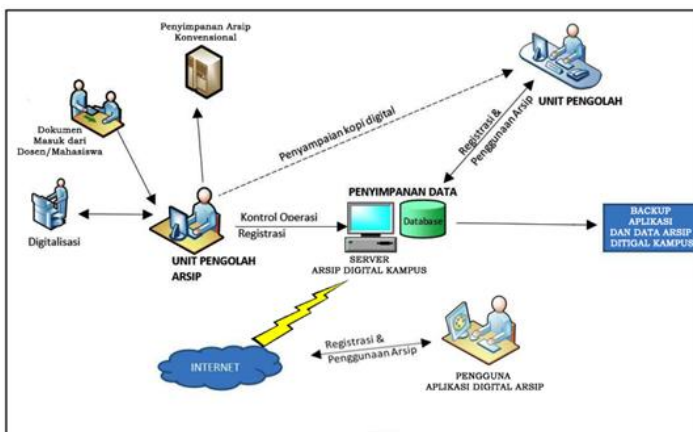 Penyimpanan Arsip
Konvensional
UNIT PENGOLAH
Dokumen
Masuk dari
Dosen/Mahasiswa
Penyampaian kopi digital
Registrasi &
Penggunaan Arsip
Digitalisasi
UNIT PENGOLAH
ARSIP
Kontrol Ooerasi
Registrasi
PENYIMPANAN DATA
Database
SERVER
ARSIP DIGITAL KAMPUS
BACKUP
APLIKASI
DAN DATA ARSIP
DITIGAL KAMPUS
INTERNET
Registrasi &
Penggunaan Arsip
PENGGUNA
APLIKASI DIGITAL ARSIP